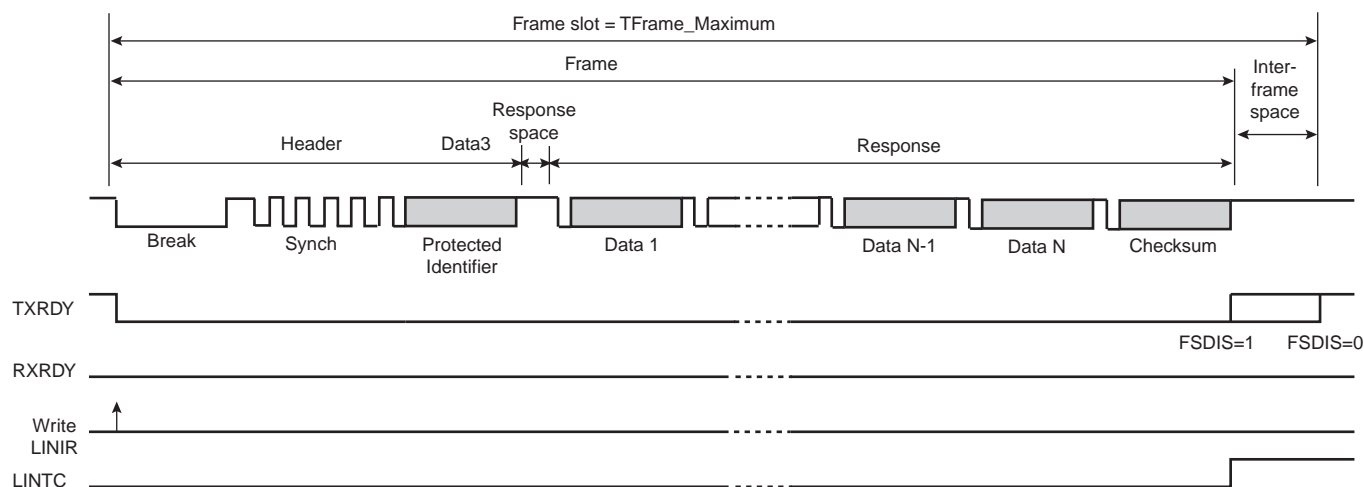 Frame slot = TFrame_Maximum
Frame
Inter-
frame
space
Response
space
Header
Data3
Response
Break
Synch
Protected
Identifier
Data 1
Data N-1
Data N
Checksum
TXRDY
FSDIS=1
FSDIS=0
RXRDY
Write
LINIR
LINTC